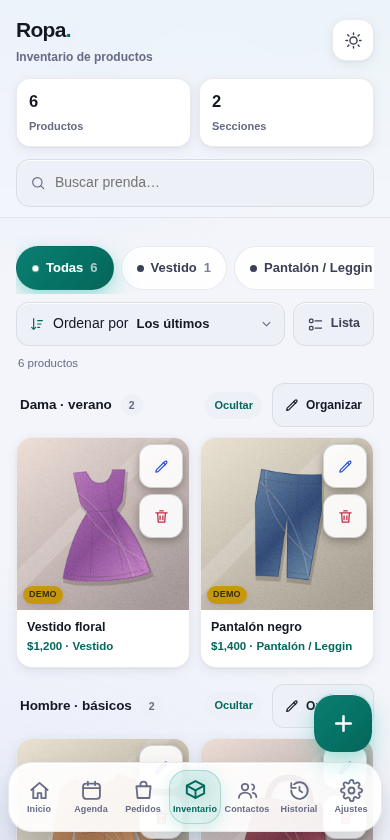 Ropa.
Inventario de productos
6
Productos
2
Secciones
Buscar prenda…
Todas 6
Vestido 1
Pantalón / Leggin
Ordenar por Los últimos
Lista
6 productos
Dama · verano 2
Ocultar
Organizar
DEMO
DEMO
Vestido floral
$1,200 · Vestido
Pantalón negro
$1,400 · Pantalón / Leggin
Hombre · básicos 2
Ocultar
Inicio
Agenda
Pedidos
Inventario
Contactos
Historial
Ajustes